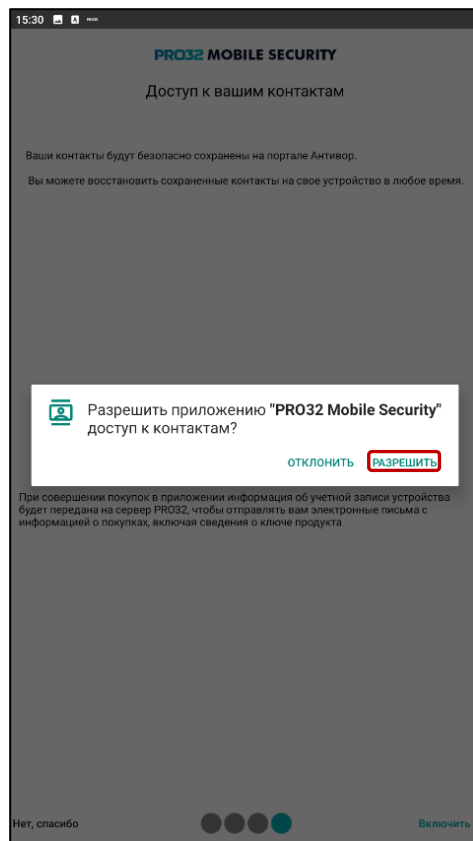 15:30
PRO32 MOBILE SECURITY
Доступ к вашим контактам
Ваши контакты будут безопасно сохранены на портале Антивор.
Вы можете восстановить сохраненные контакты на свое устройство в любое время.
Разрешить приложению "PRO32 Mobile Security"
доступ к контактам?
ОТКЛОНИТЬ РАЗРЕШИТЬ
При совершении покупок в приложении информация об учетной записи устройства
будет передана на сервер PRO32, чтобы отправлять вам электронные письма с
информацией о покупках, включая сведения о ключе продукта
Нет, спасибо Включить